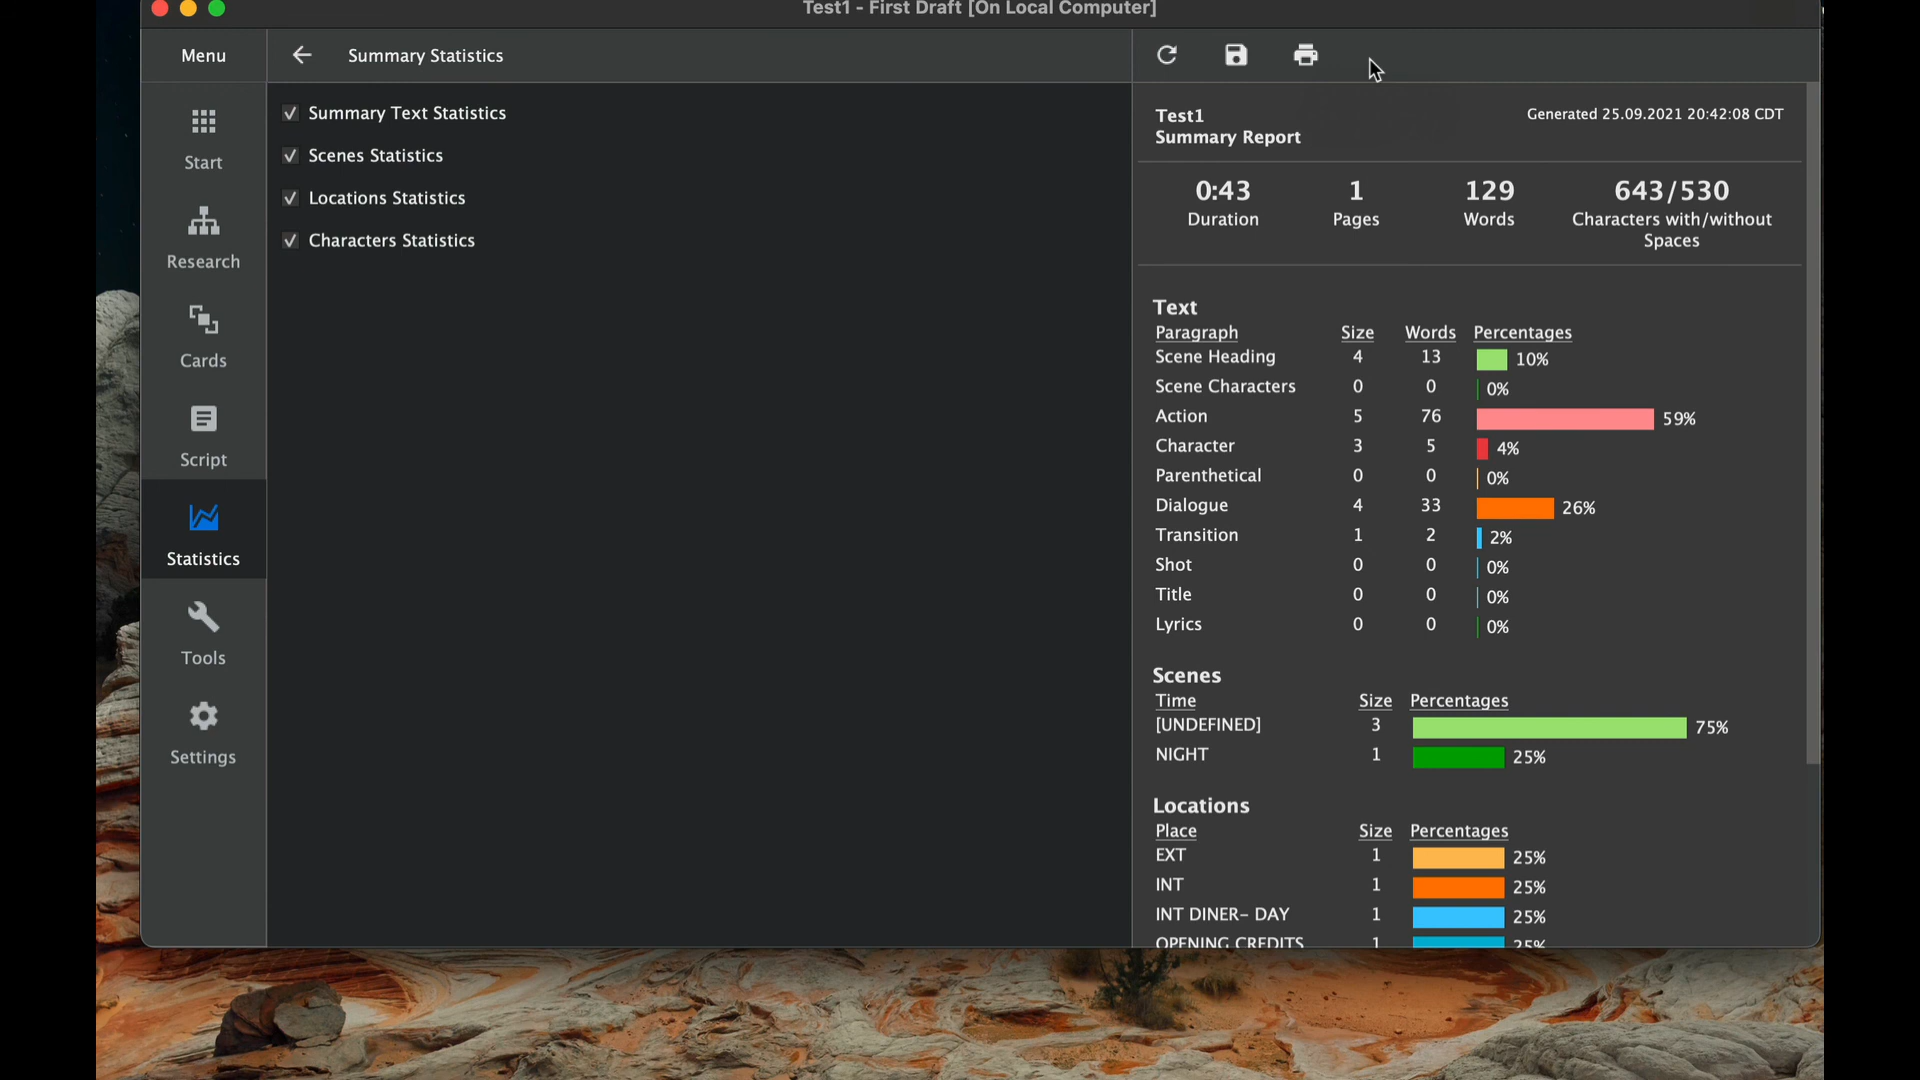 Test1 - First Draft [On Local Computer]
Menu
Summary Statistics
Start
Research
Cards
Script
Statistics
Tools
Settings
Summary Text Statistics
Scenes Statistics
Locations Statistics
Characters Statistics
Test1
Summary Report
Generated 25.09.2021 20:42:08 CDT
0:43 1 129 643/530
Duration Pages Words Characters with/without
Spaces
Text
Paragraph Size Words Percentages
Scene Heading 4 13 10%
Scene Characters 0 0 0%
Action 5 76 59%
Character 3 5 4%
Parenthetical 0 0 0%
Dialogue 4 33 26%
Transition 1 2 2%
Shot 0 0 0%
Title 0 0 0%
Lyrics 0 0 0%
Scenes
Time Size Percentages
[UNDEFINED] 3 75%
NIGHT 1 25%
Locations
Place Size Percentages
EXT 1 25%
INT 1 25%
INT DINER- DAY 1 25%
OPENING CREDITS 1 25%